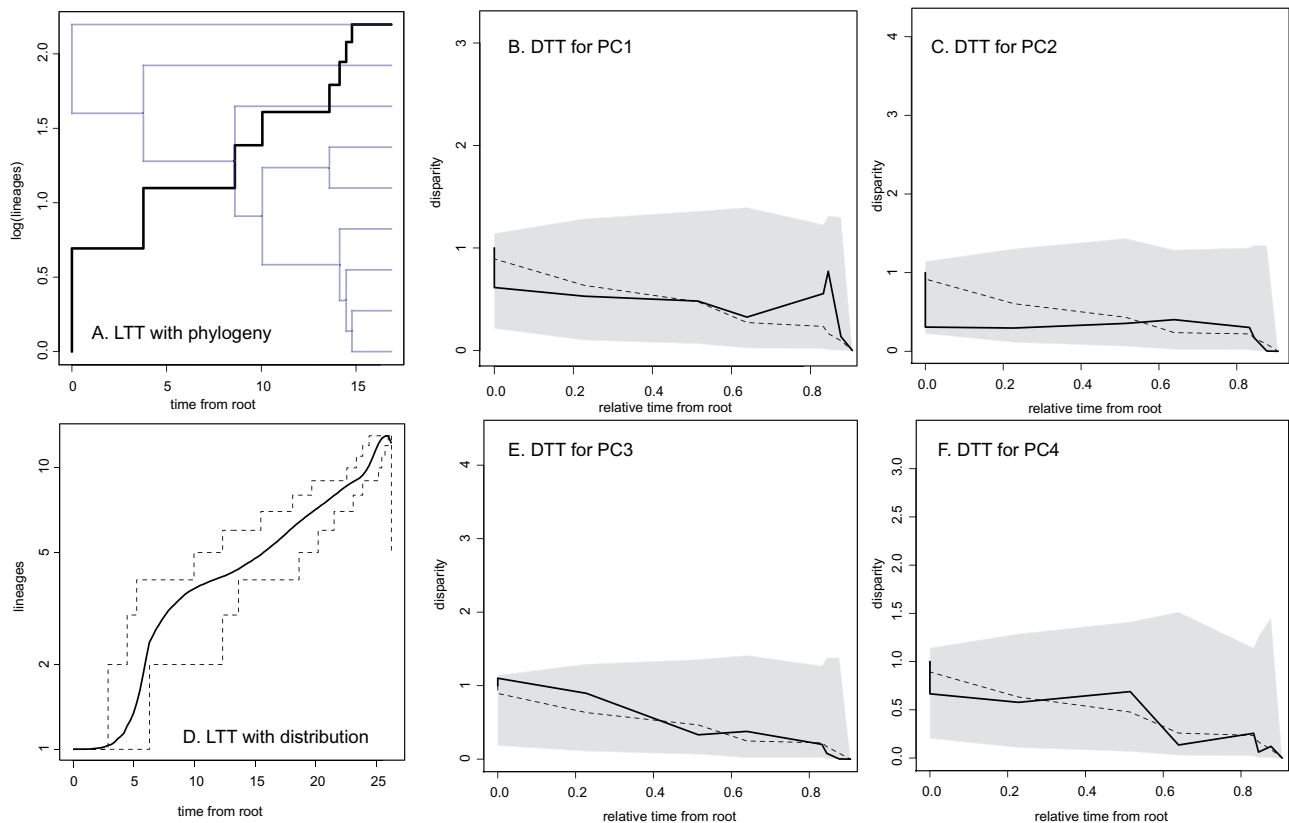 A. LTT with phylogeny
log(lineages)
0.0 0.5 1.0 1.5 2.0
0 5 10 15
time from root
B. DTT for PC1
disparity
0 1 2 3
0.0 0.2 0.4 0.6 0.8
relative time from root
C. DTT for PC2
disparity
0 1 2 3 4
0.0 0.2 0.4 0.6 0.8
relative time from root
D. LTT with distribution
lineages
1 2 5 10
0 5 10 15 20 25
time from root
E. DTT for PC3
disparity
0 1 2 3 4
0.0 0.2 0.4 0.6 0.8
relative time from root
F. DTT for PC4
disparity
0.0 0.5 1.0 1.5 2.0 2.5 3.0
0.0 0.2 0.4 0.6 0.8
relative time from root